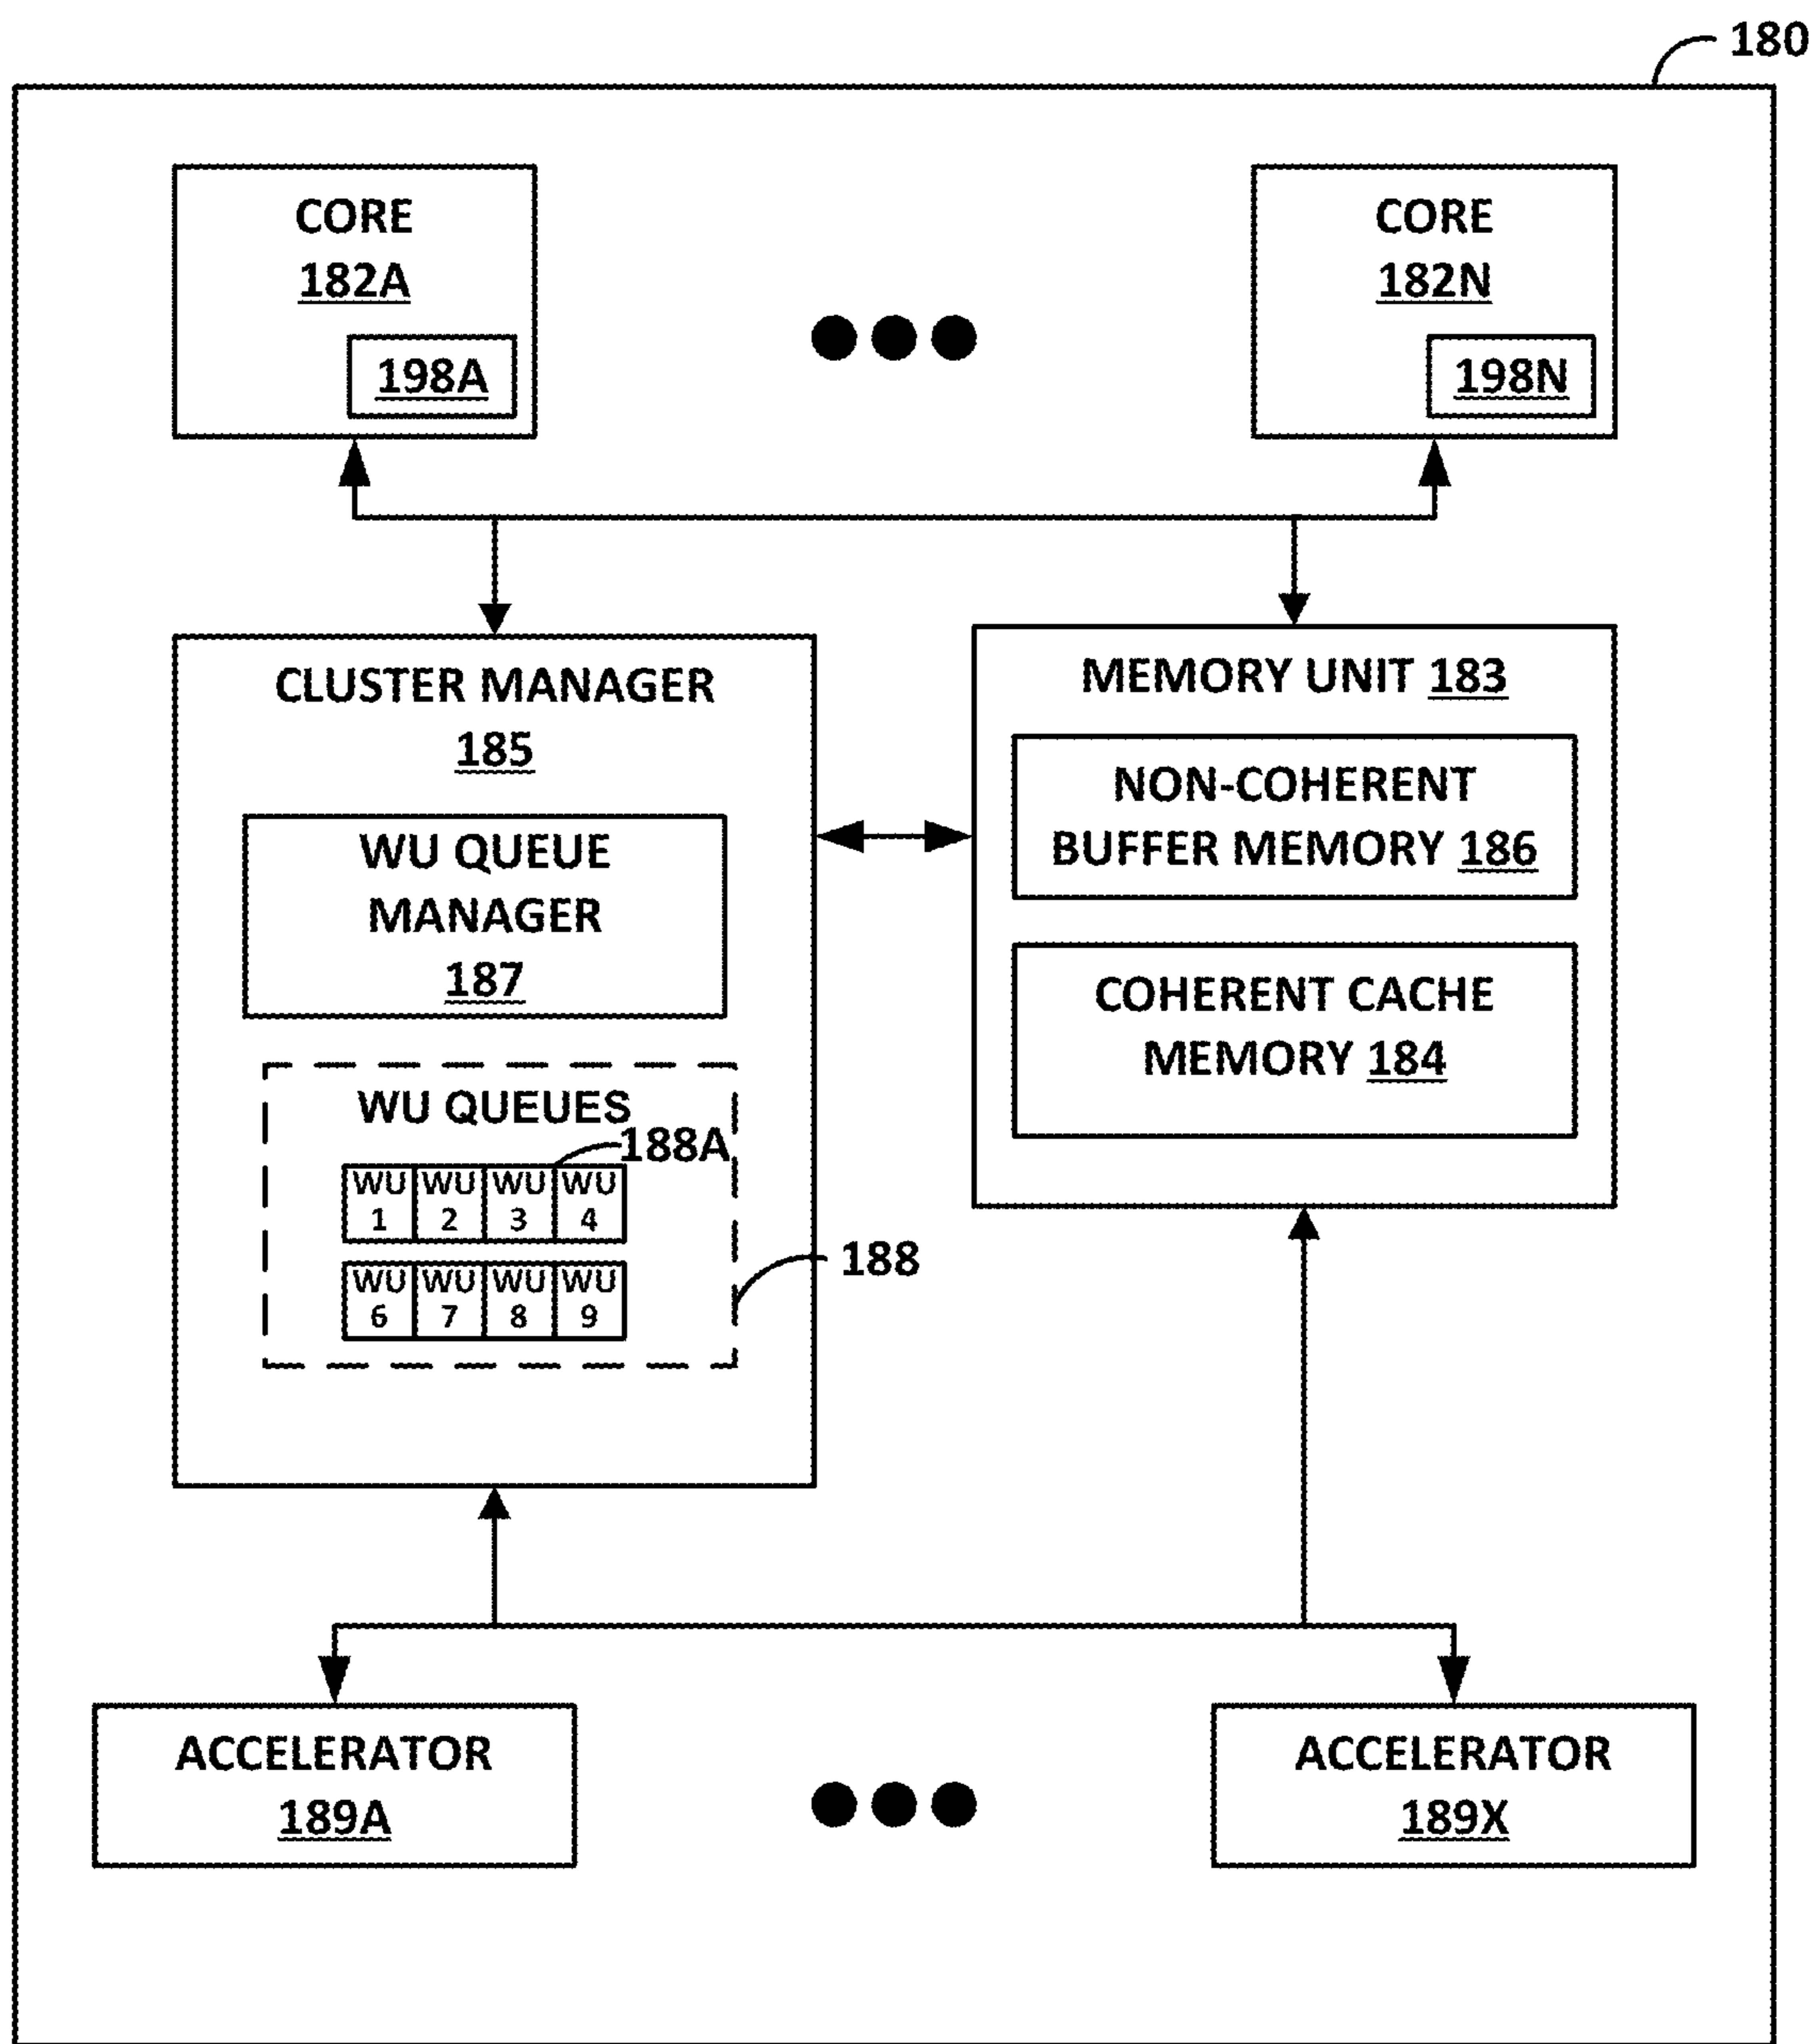 180
CORE
182A
198A
CORE
182N
198N
CLUSTER MANAGER
185
WU QUEUE
MANAGER
187
WU QUEUES
188A
WU WU WU WU
1 2 3 4
WU WU WU WU
6 7 8 9
188
MEMORY UNIT 183
NON-COHERENT
BUFFER MEMORY 186
COHERENT CACHE
MEMORY 184
ACCELERATOR
189A
ACCELERATOR
189X